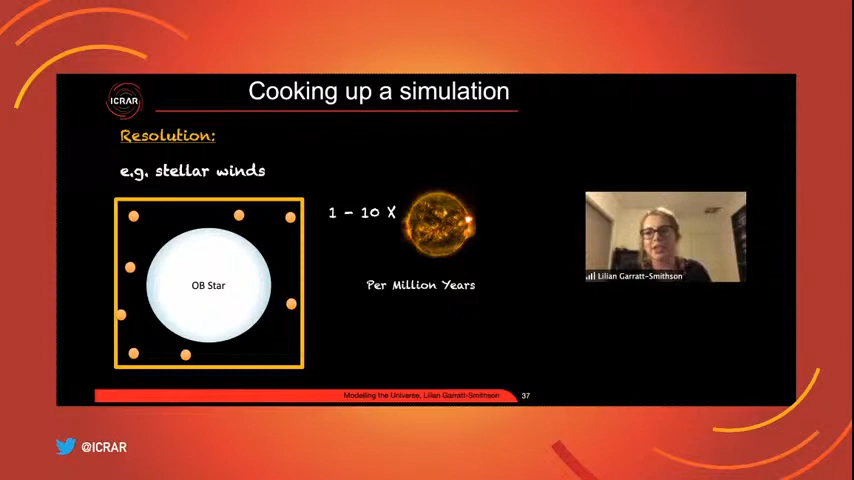 ICRAR
Cooking up a simulation
Resolution:
e.g. stellar winds
OB Star
1 - 10 X
Per Million Years
Lilian Garratt-Smithson
Modelling the Universe, Lilian Garratt-Smithson
37
@ICRAR